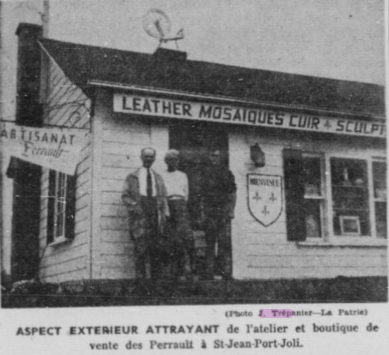 LEATHER MOSAÏQUES CUIR SCULPT
ARTISANAT
Perrault
BIENVENUE
(Photo J. Trépanier—La Patrie)
ASPECT EXTERIEUR ATTRAYANT de l'atelier et boutique de
vente des Perrault à St-Jean-Port-Joli.